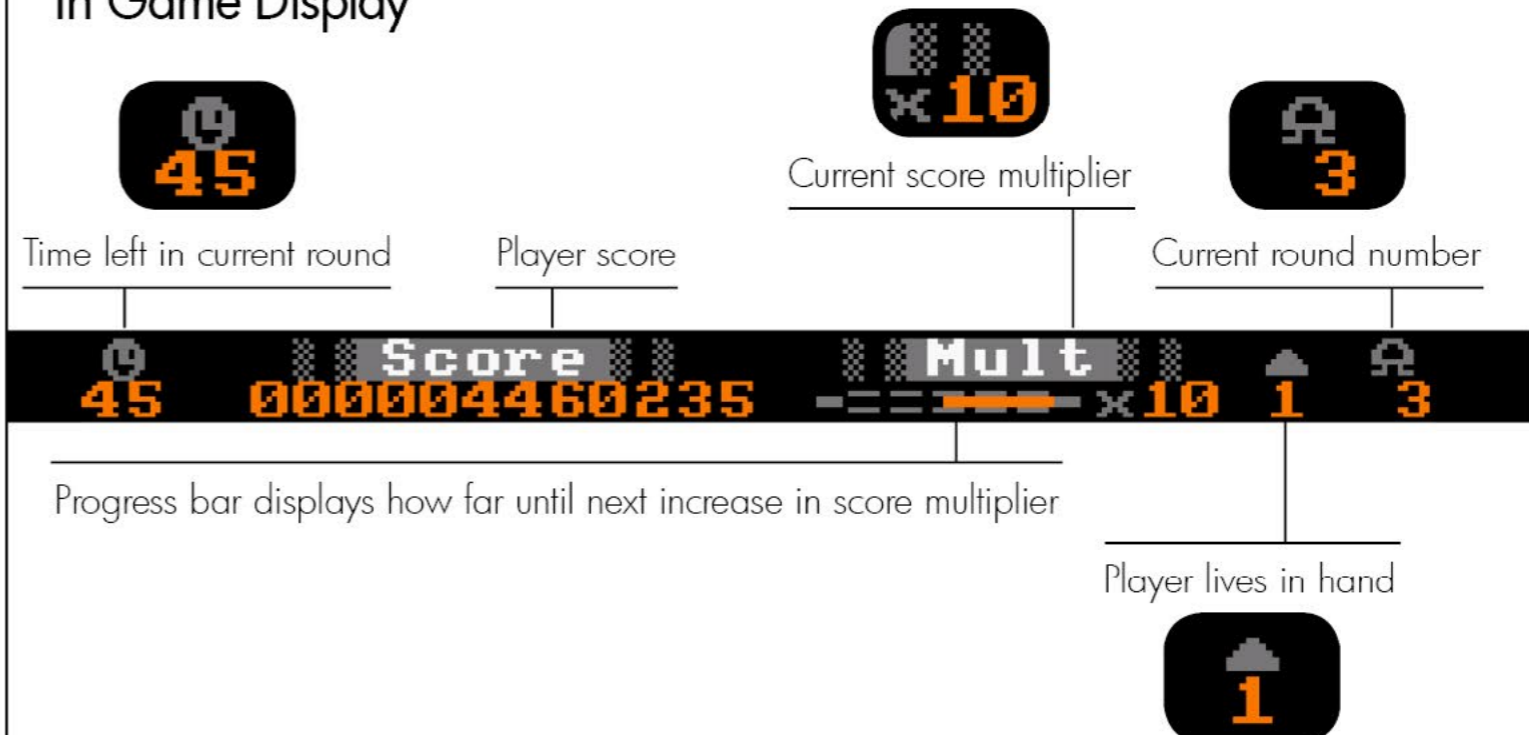 In Game Display
45
x10
3
Time left in current round
Player score
Current score multiplier
Current round number
Score Mult
45 000004460235 x10 1 3
Progress bar displays how far until next increase in score multiplier
Player lives in hand
1